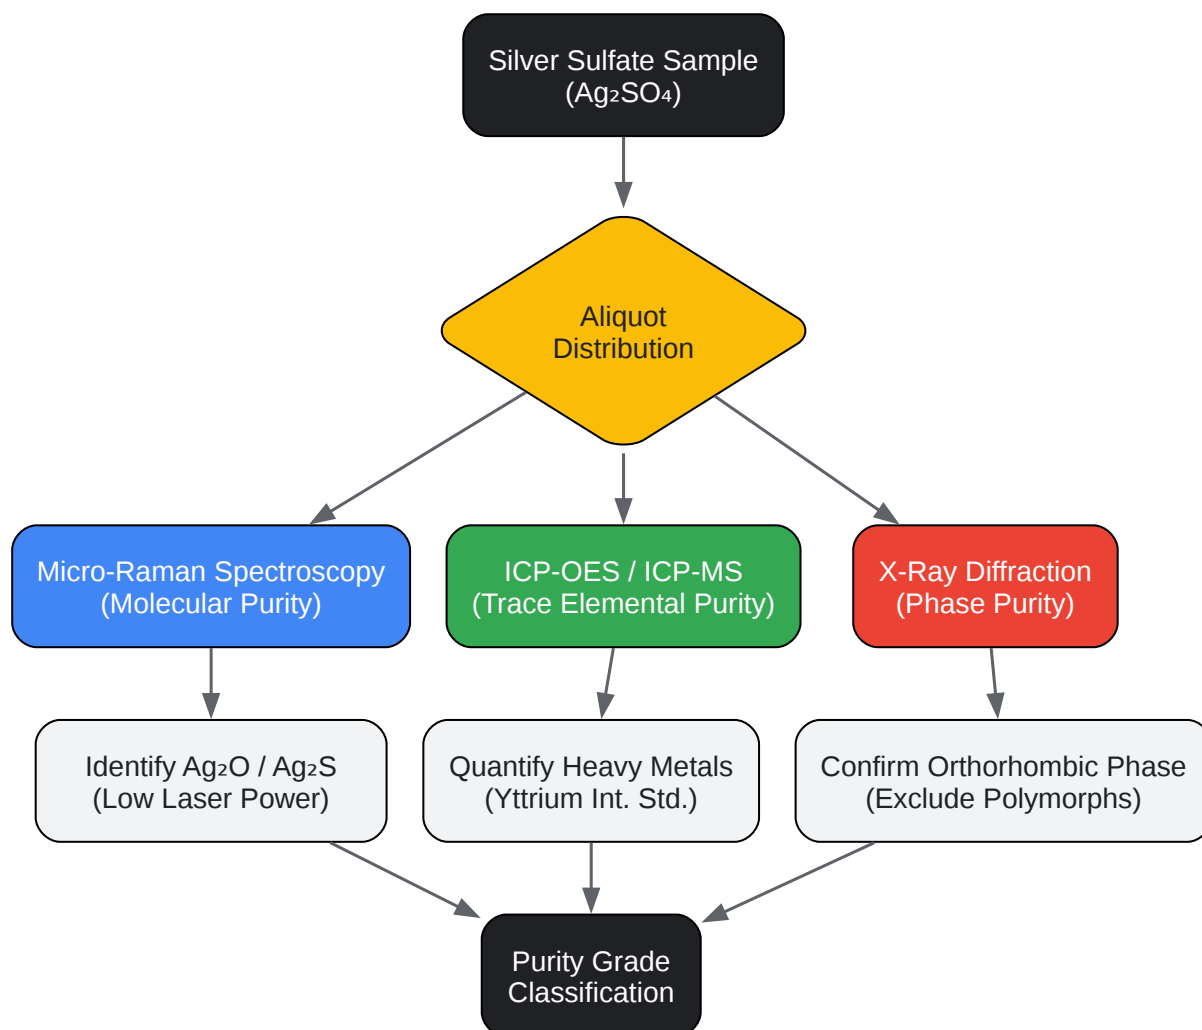 Silver Sulfate Sample
(Ag₂SO₄)
Aliquot
Distribution
Micro-Raman Spectroscopy
(Molecular Purity)
ICP-OES / ICP-MS
(Trace Elemental Purity)
X-Ray Diffraction
(Phase Purity)
Identify Ag₂O / Ag₂S
(Low Laser Power)
Quantify Heavy Metals
(Yttrium Int. Std.)
Confirm Orthorhombic Phase
(Exclude Polymorphs)
Purity Grade
Classification